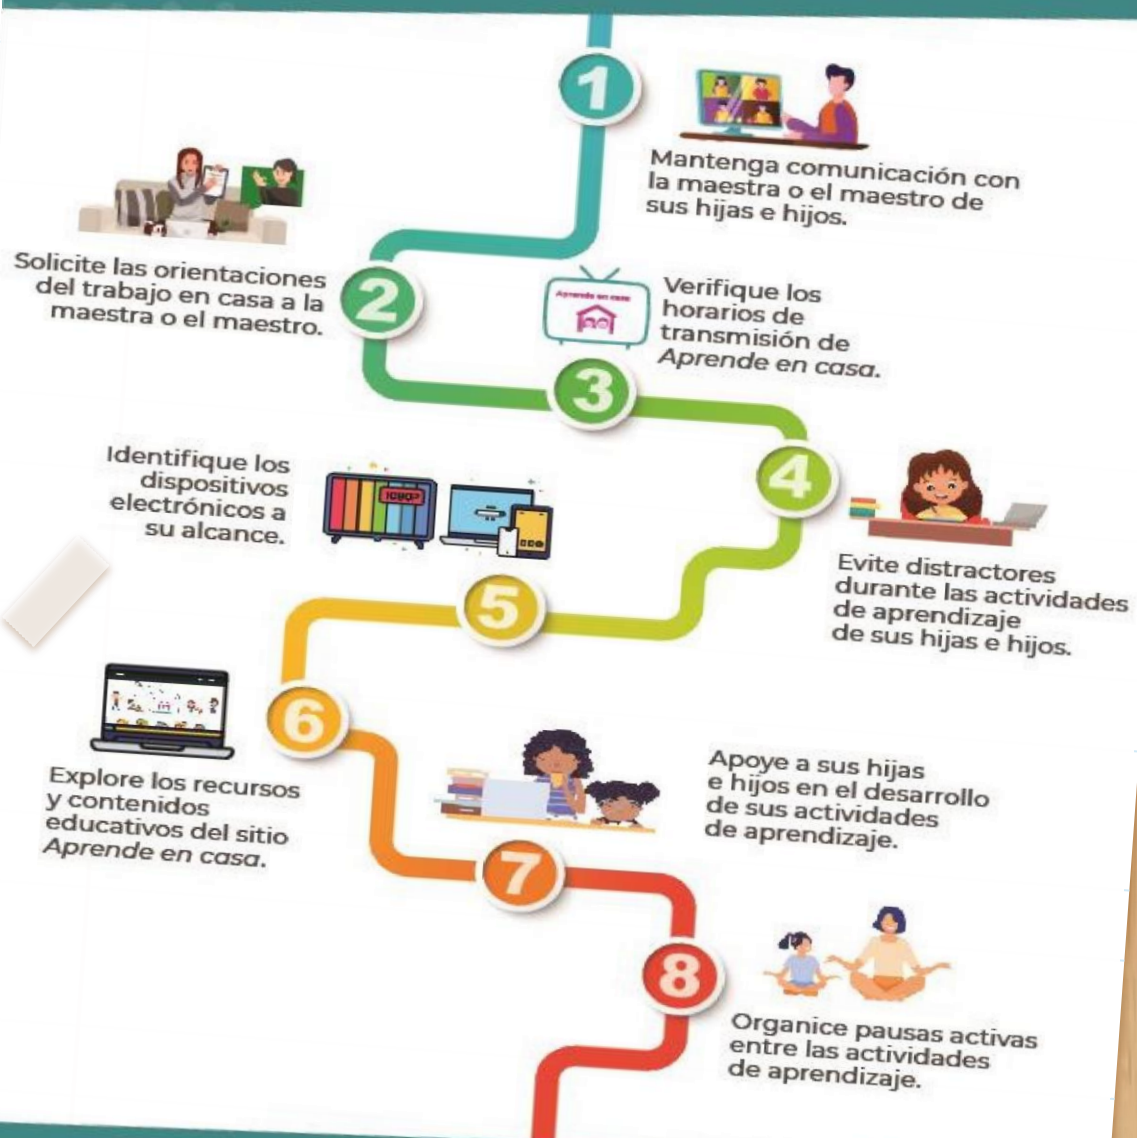 1
Mantenga comunicación con
la maestra o el maestro de
sus hijas e hijos.
2
Solicite las orientaciones
del trabajo en casa a la
maestra o el maestro.
Aprende en casa
3
Verifique los
horarios de
transmisión de
Aprende en casa.
4
Evite distractores
durante las actividades
de aprendizaje
de sus hijas e hijos.
5
Identifique los
dispositivos
electrónicos a
su alcance.
1080P
6
Explore los recursos
y contenidos
educativos del sitio
Aprende en casa.
7
Apoye a sus hijas
e hijos en el desarrollo
de sus actividades
de aprendizaje.
8
Organice pausas activas
entre las actividades
de aprendizaje.